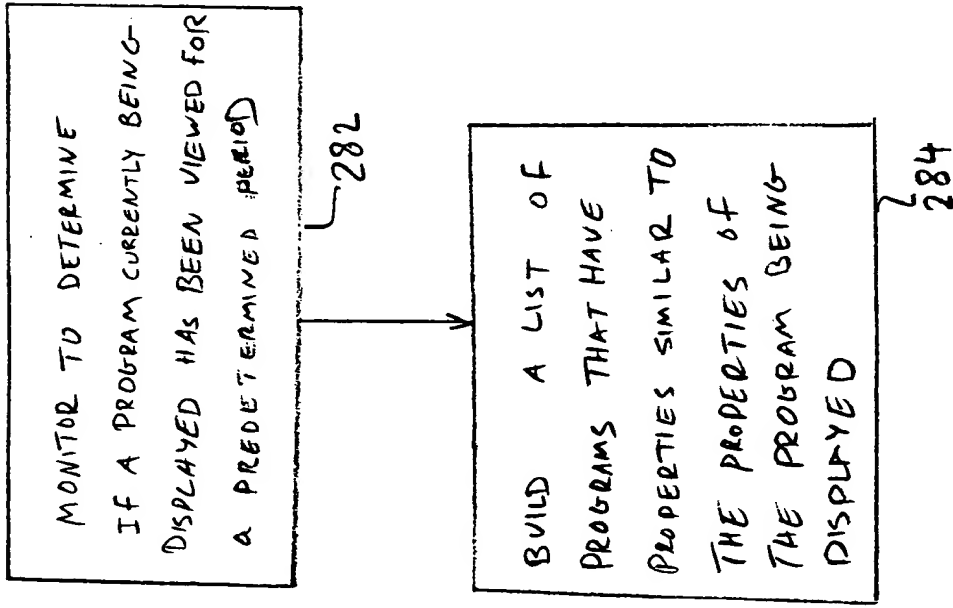 MONITOR TO DETERMINE
IF A PROGRAM CURRENTLY BEING
DISPLAYED HAS BEEN VIEWED FOR
a PREDETERMINED PERIOD
282
BUILD A LIST OF
PROGRAMS THAT HAVE
PROPERTIES SIMILAR TO
THE PROPERTIES OF
THE PROGRAM BEING
DISPLAYED
284